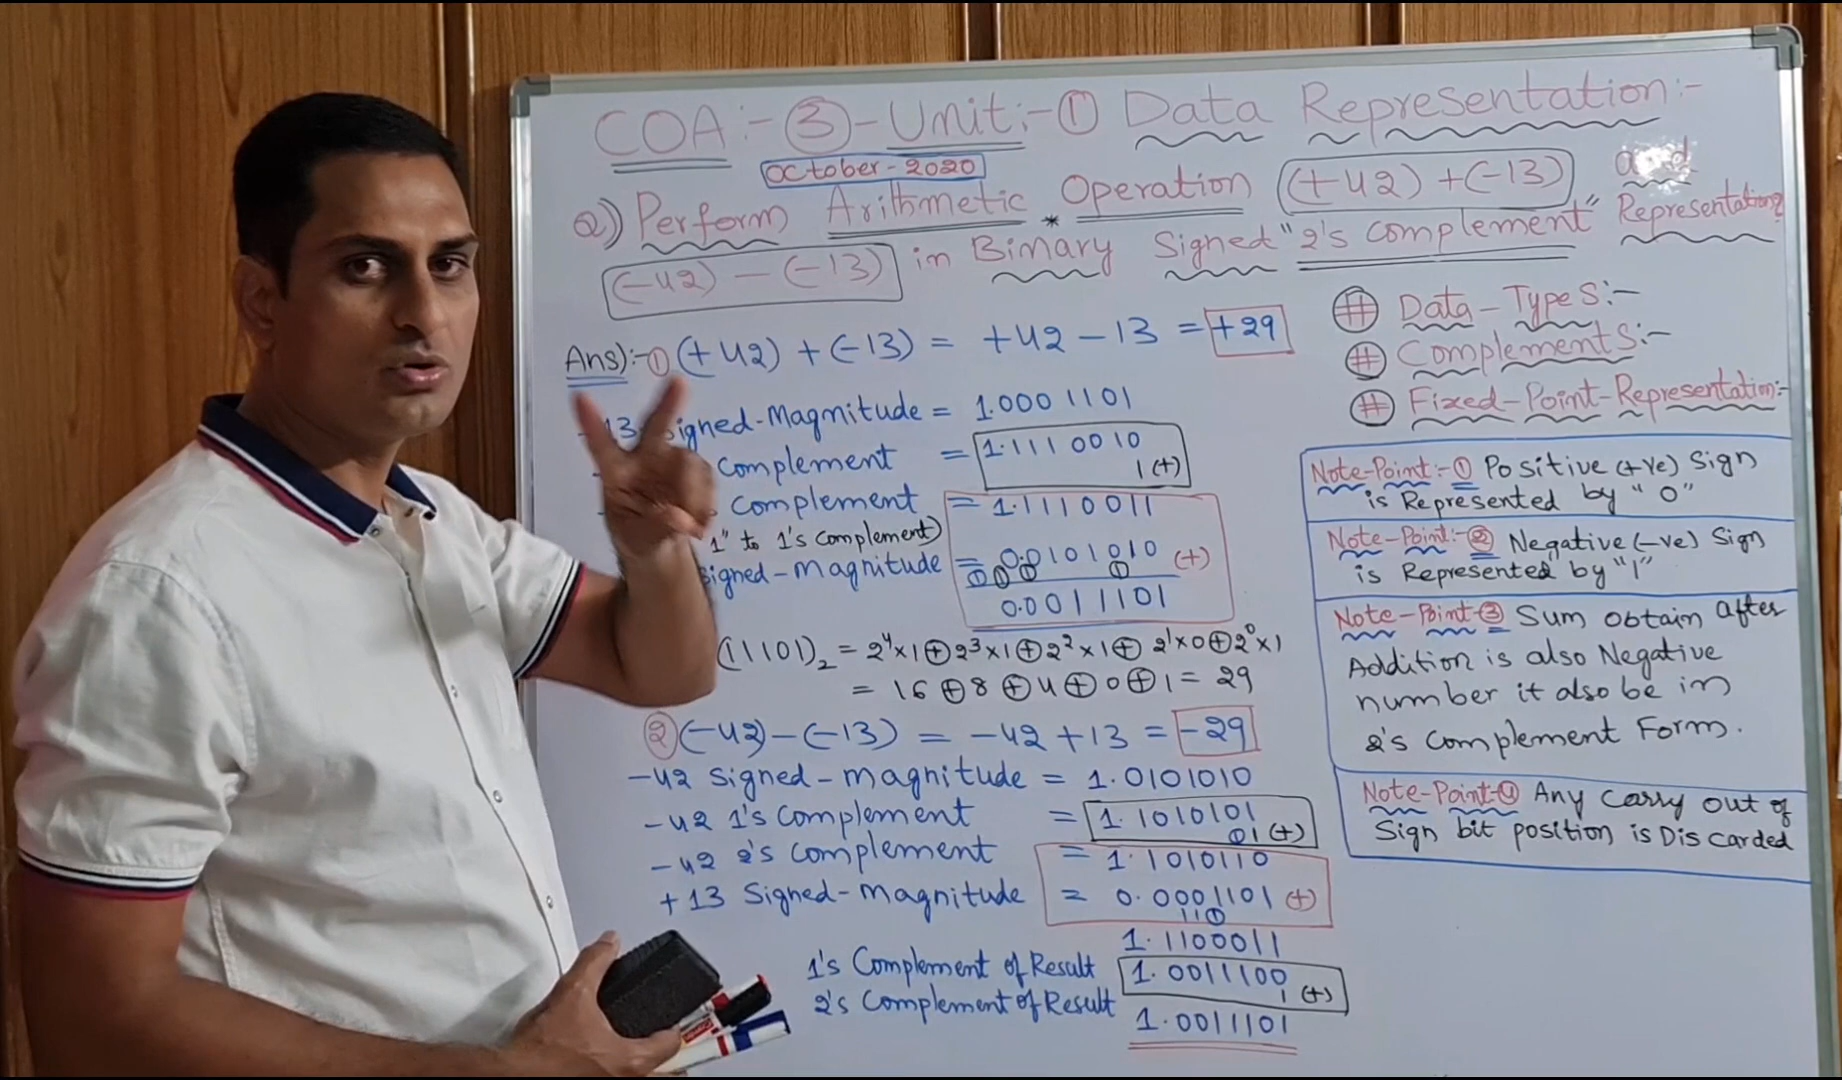 COA:- ③-Unit:-① Data Representation:-
October-2020
Q)) Perform Arithmetic Operation (+42)+(-13) and
(-42) - (-13) in Binary Signed "2's complement" Representation?
Ans):-① (+42) + (-13) = +42 - 13 = +29
13 signed-Magnitude = 1.000 1101
complement = 1.111 0010
1 (+)
complement = 1.1110011
1" to 1's complement)
signed-magnitude = 0.0101010 (+)
0.0011101
(11101)₂ = 2⁴×1⊕2³×1⊕2²×1⊕2¹×0⊕2⁰×1
= 16⊕8⊕4⊕0⊕1 = 29
② (-42)-(-13) = -42+13 = -29
-42 Signed-magnitude = 1.0101010
-42 1's complement = 1.1010101
01 (+)
-42 2's complement = 1.1010110
+13 Signed-magnitude = 0.0001101 (+)
1.1100011
1's Complement of Result 1.0011100
1 (+)
2's Complement of Result 1.0011101
# Data-Types:-
# Complements:-
# Fixed-Point-Representation:-
Note-Point:-① Positive (+ve) Sign
is Represented by "0"
Note-Point:-② Negative (-ve) Sign
is Represented by "1"
Note-Point-③ Sum obtain after
Addition is also Negative
number it also be in
2's complement Form.
Note-Point-④ Any carry out of
Sign bit position is Discarded